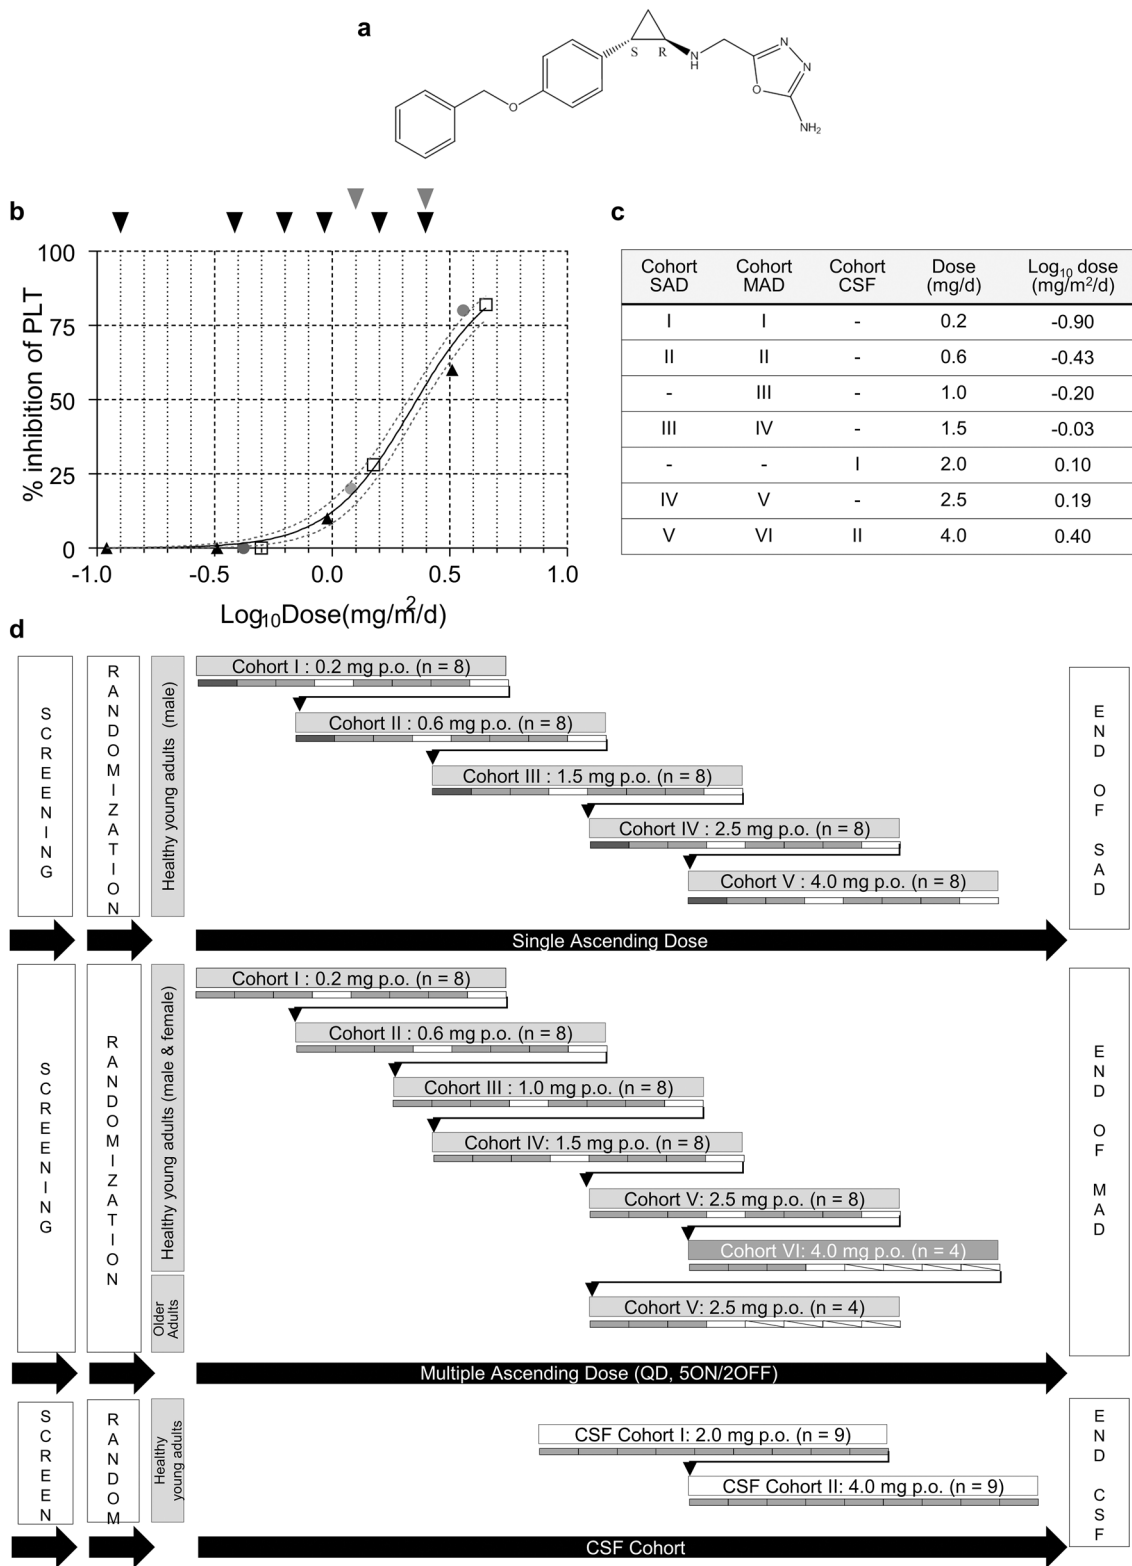 a
S
R
N
H
O
N
N
O
NH2
b
100
75
50
25
0
% inhibition of PLT
-1.0
-0.5
0.0
0.5
1.0
Log10Dose(mg/m2/d)
c
Cohort SAD
Cohort MAD
Cohort CSF
Dose (mg/d)
Log10 dose (mg/m2/d)
I I - 0.2 -0.90
II II - 0.6 -0.43
- III - 1.0 -0.20
III IV - 1.5 -0.03
- - I 2.0 0.10
IV V - 2.5 0.19
V VI II 4.0 0.40
d
SCREENING
RANDOMIZATION
Healthy young adults (male)
Cohort I : 0.2 mg p.o. (n = 8)
Cohort II : 0.6 mg p.o. (n = 8)
Cohort III : 1.5 mg p.o. (n = 8)
Cohort IV : 2.5 mg p.o. (n = 8)
Cohort V : 4.0 mg p.o. (n = 8)
END OF SAD
Single Ascending Dose
SCREENING
RANDOMIZATION
Healthy young adults (male & female)
Older Adults
Cohort I : 0.2 mg p.o. (n = 8)
Cohort II : 0.6 mg p.o. (n = 8)
Cohort III : 1.0 mg p.o. (n = 8)
Cohort IV: 1.5 mg p.o. (n = 8)
Cohort V: 2.5 mg p.o. (n = 8)
Cohort VI: 4.0 mg p.o. (n = 4)
Cohort V: 2.5 mg p.o. (n = 4)
END OF MAD
Multiple Ascending Dose (QD, 5ON/2OFF)
SCREEN
RANDOM
Healthy young adults
CSF Cohort I: 2.0 mg p.o. (n = 9)
CSF Cohort II: 4.0 mg p.o. (n = 9)
END CSF
CSF Cohort